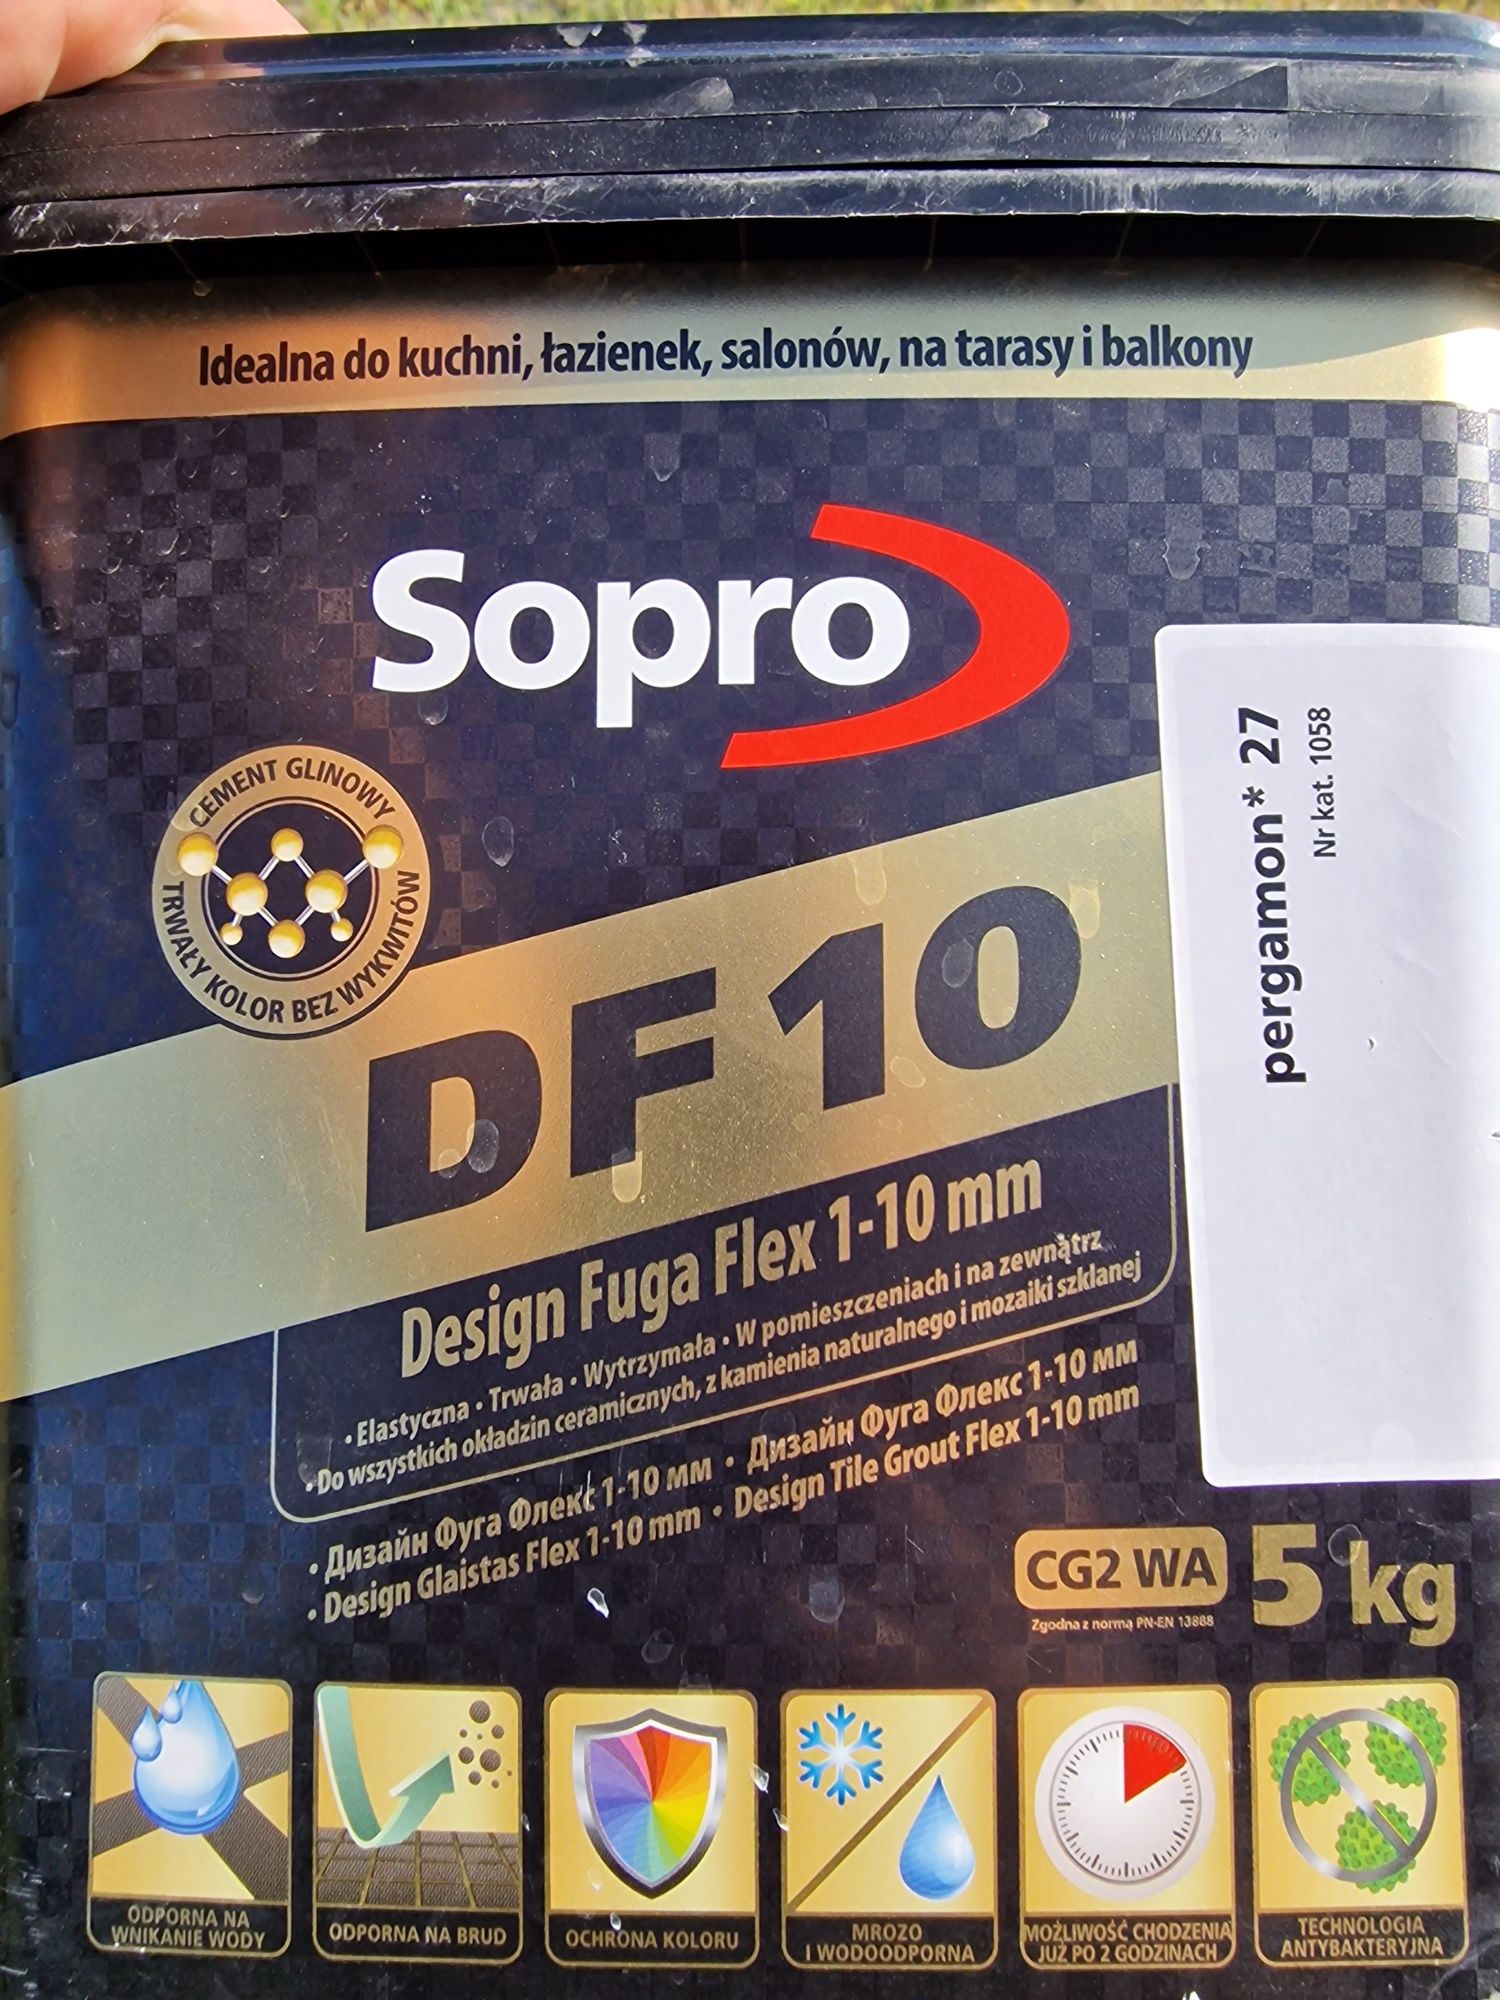 Idealna do kuchni, łazienek, salonów, na tarasy i balkony
Sopro
CEMENT GLINOWY
TRWAŁY KOLOR BEZ WYKWITÓW
pergamon* 27
Nr kat. 1058
DF 10
Design Fuga Flex 1-10 mm
• Elastyczna • Trwała • Wytrzymała • W pomieszczeniach i na zewnątrz
• Do wszystkich okładzin ceramicznych, z kamienia naturalnego i mozaiki szklanej
• Дизайн Фуга Флекс 1-10 мм • Дизайн Фуга Флекс 1-10 мм
• Design Glaistas Flex 1-10 mm • Design Tile Grout Flex 1-10 mm
CG2 WA
5 kg
Zgodna z normą PN-EN 13888
ODPORNA NA
WNIKANIE WODY
ODPORNA NA BRUD
OCHRONA KOLORU
MROZO
I WODOODPORNA
MOŻLIWOŚĆ CHODZENIA
JUŻ PO 2 GODZINACH
TECHNOLOGIA
ANTYBAKTERYJNA